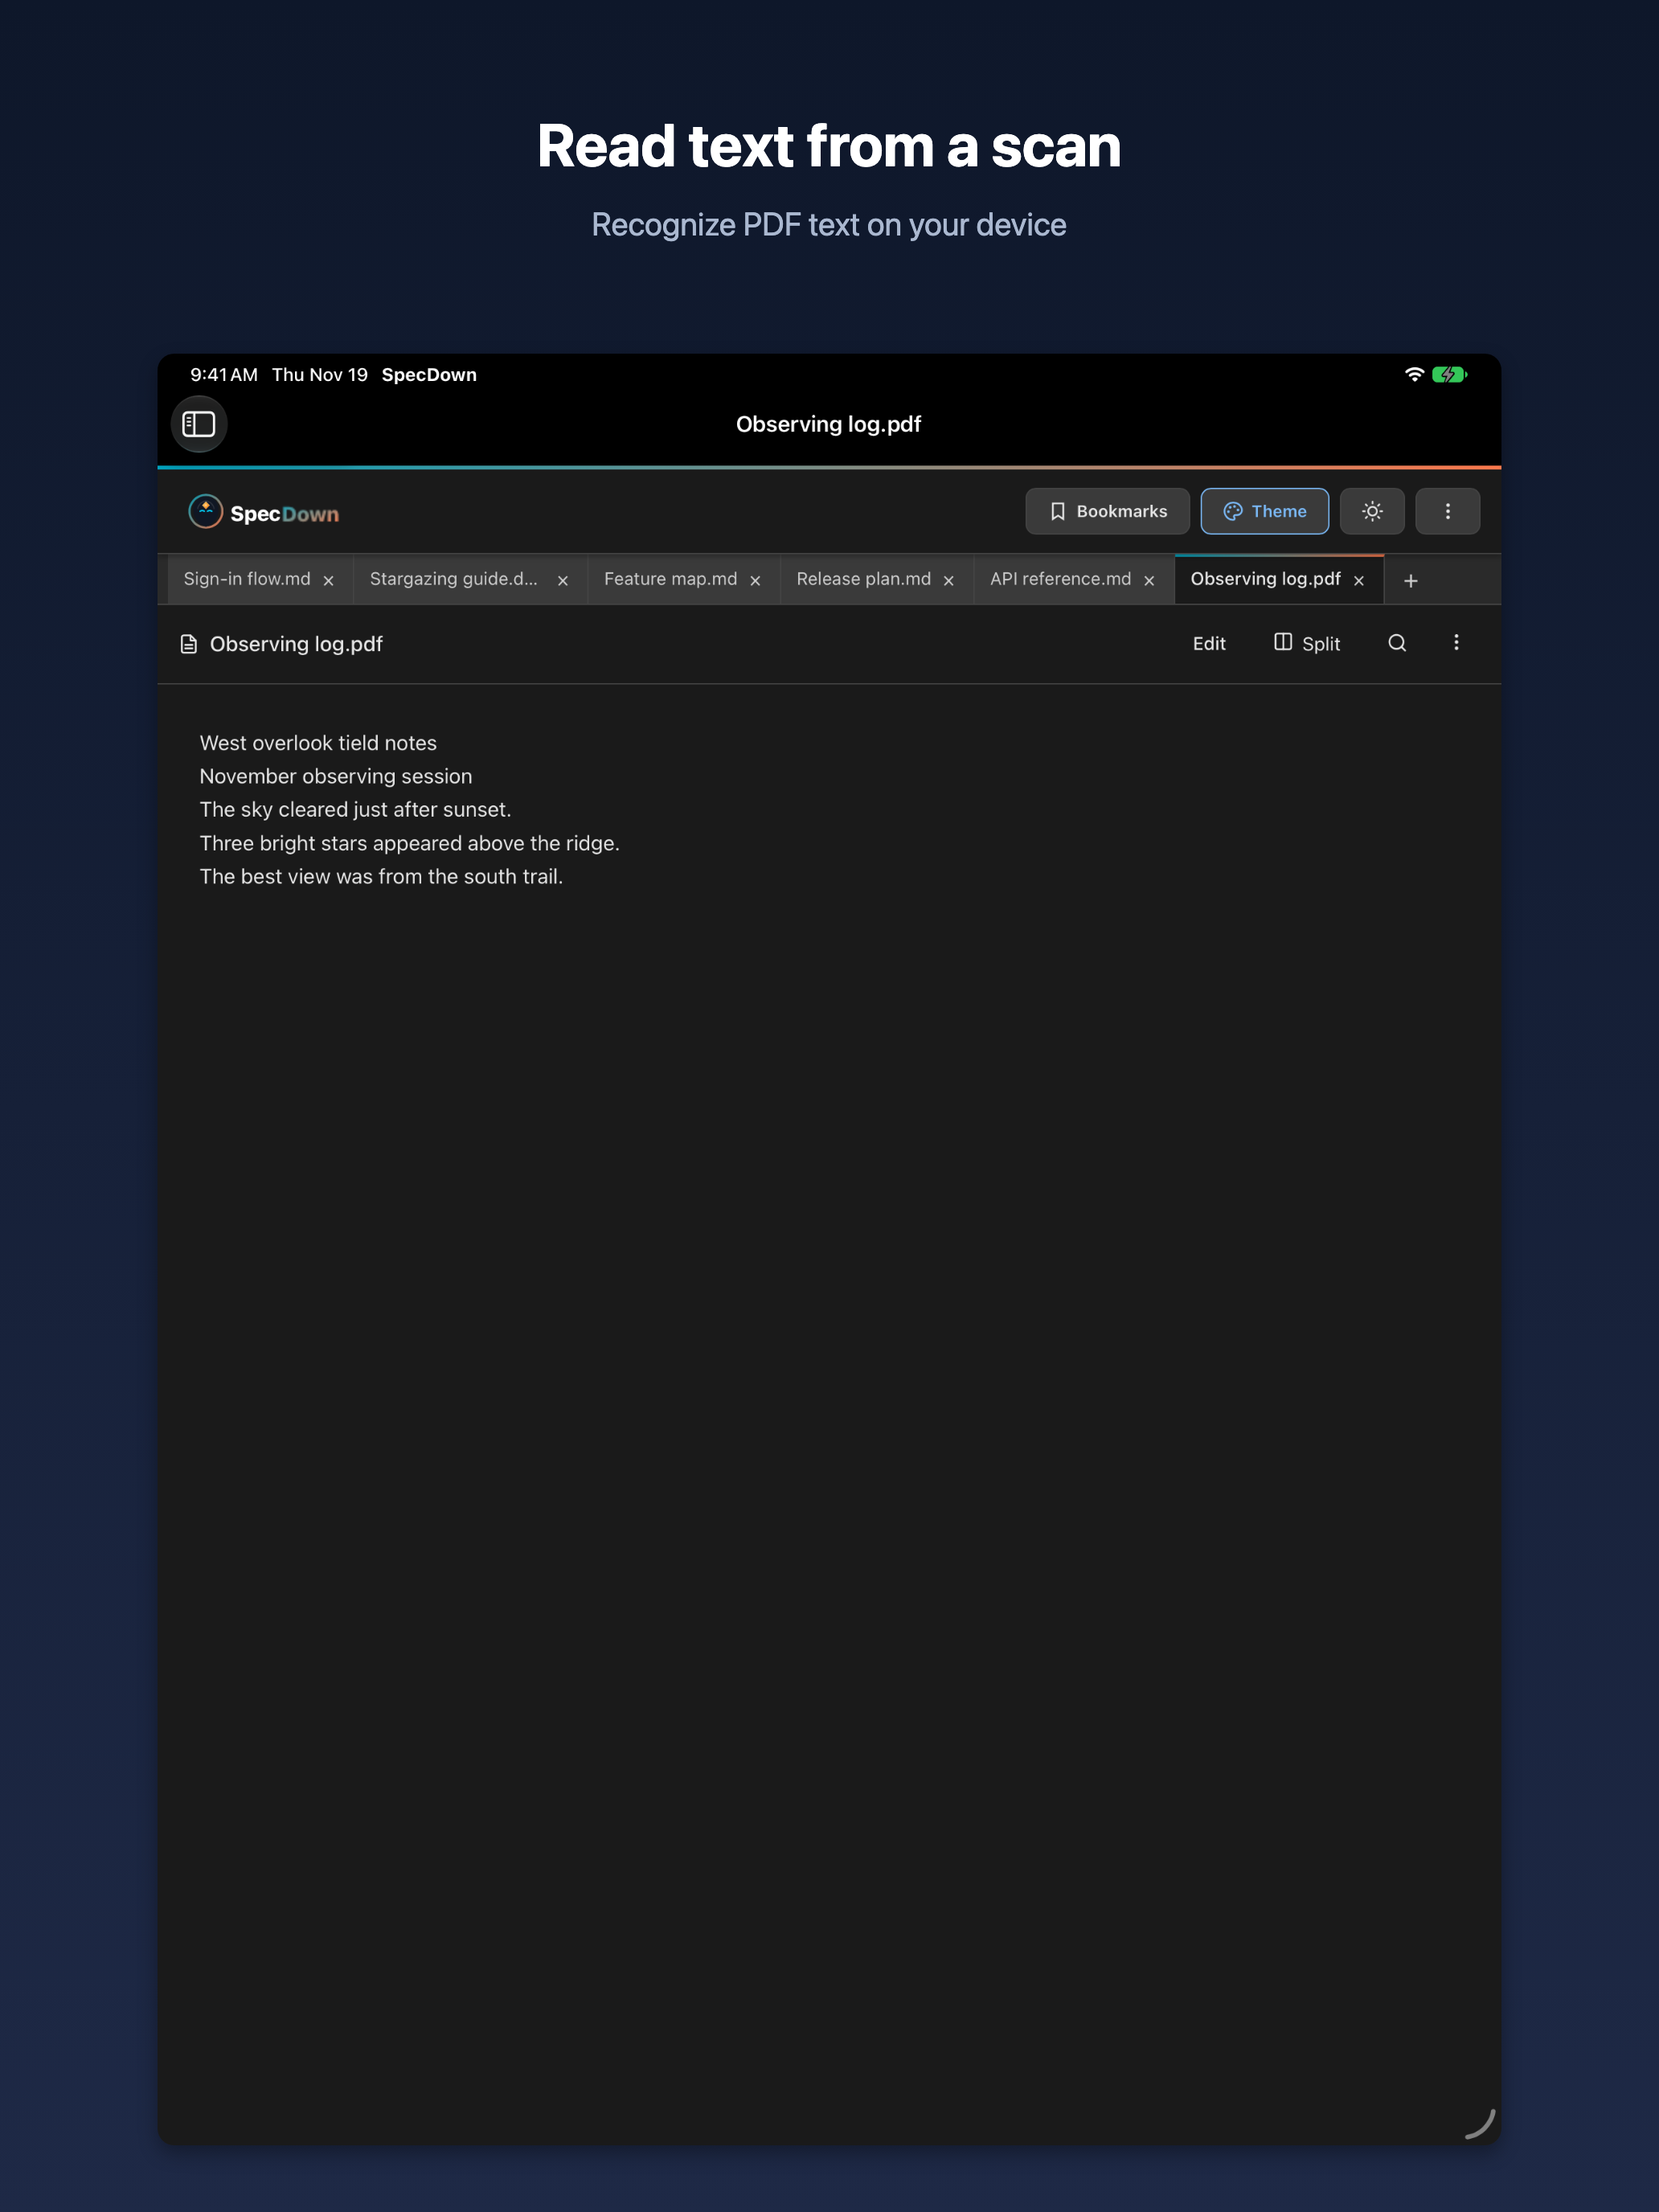 Read text from a scan
Recognize PDF text on your device
9:41 AM Thu Nov 19 SpecDown
Observing log.pdf
SpecDown
Bookmarks Theme
Sign-in flow.md × Stargazing guide.d... × Feature map.md × Release plan.md × API reference.md × Observing log.pdf × +
Observing log.pdf
Edit Split
West overlook tield notes
November observing session
The sky cleared just after sunset.
Three bright stars appeared above the ridge.
The best view was from the south trail.